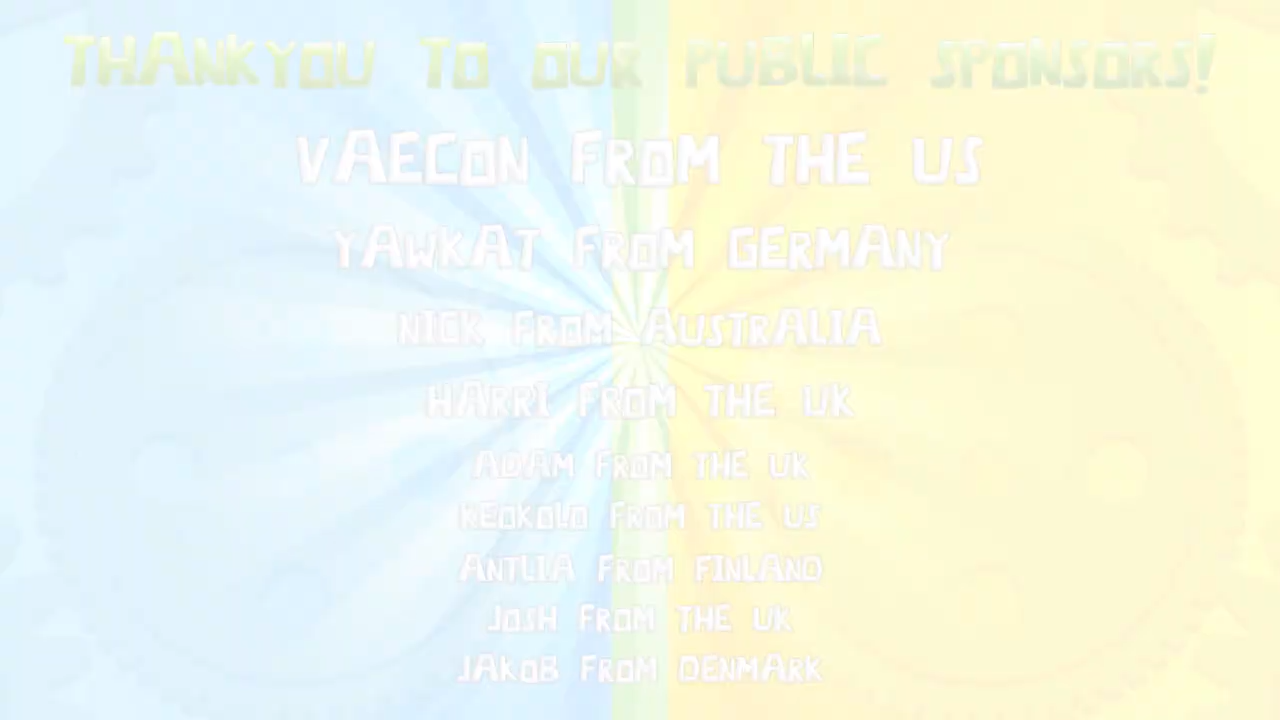 THANKYOU TO OUR PUBLIC SPONSORS!
VAECON FROM THE US
YAWKAT FROM GERMANY
NICK FROM AUSTRALIA
HARRI FROM THE UK
ADAM FROM THE UK
KEOKOLO FROM THE US
ANTLIA FROM FINLAND
JOSH FROM THE UK
JAKOB FROM DENMARK